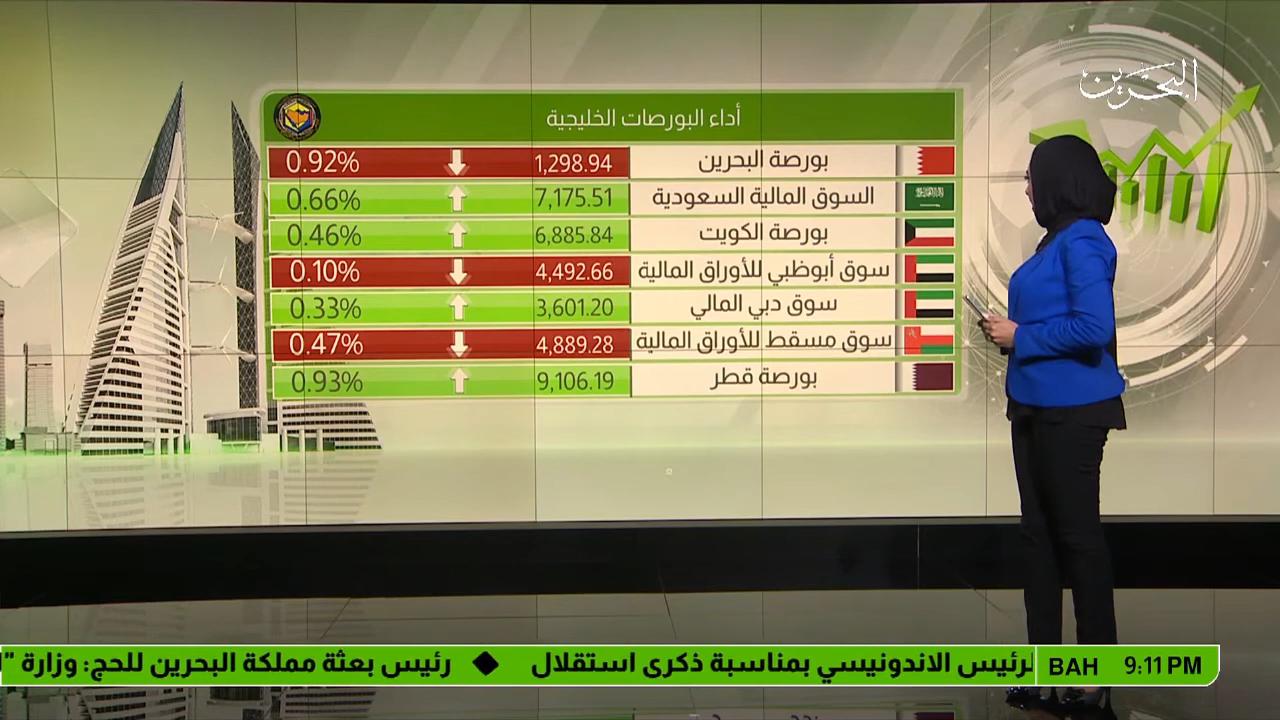 البحرين
أداء البورصات الخليجية
بورصة البحرين 1,298.94 0.92%
السوق المالية السعودية 7,175.51 0.66%
بورصة الكويت 6,885.84 0.46%
سوق أبوظبي للأوراق المالية 4,492.66 0.10%
سوق دبي المالي 3,601.20 0.33%
سوق مسقط للأوراق المالية 4,889.28 0.47%
بورصة قطر 9,106.19 0.93%
BAH 9:11 PM
لرئيس الاندونيسي بمناسبة ذكرى استقلال ◆ رئيس بعثة مملكة البحرين للحج: وزارة "